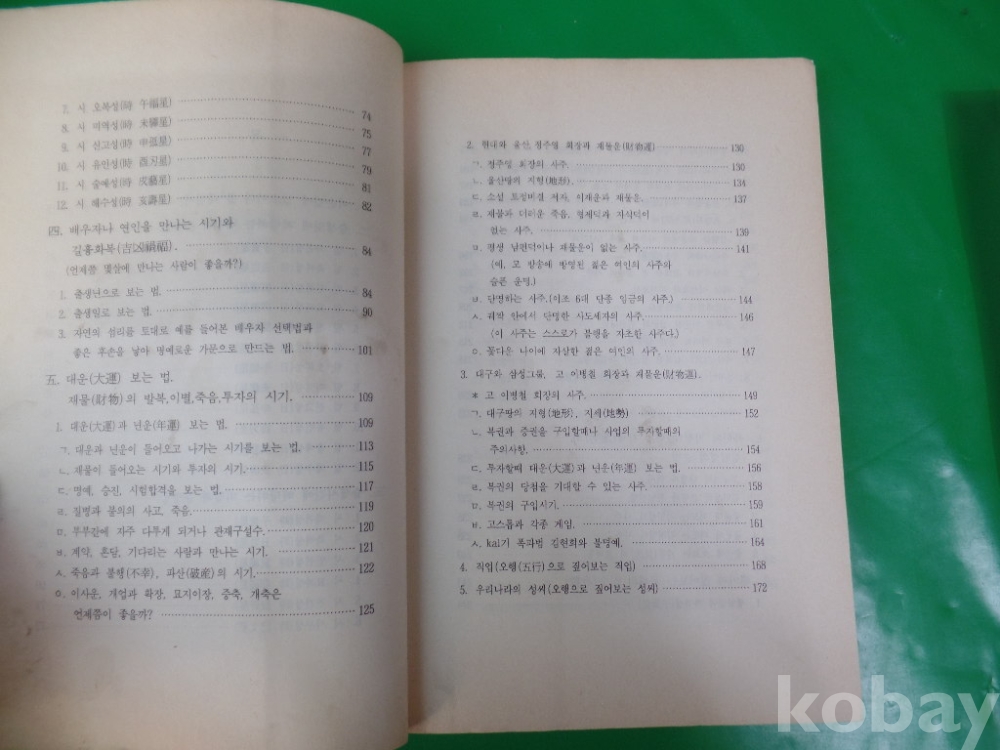 7. 시 오복성(時 午福星) 74
8. 시 미역성(時 未驛星) 75
9. 시 신고성(時 申孤星) 77
10. 시 유인성(時 酉刃星) 79
11. 시 술예성(時 戌藝星) 81
12. 시 해수성(時 亥壽星) 82
四. 배우자나 연인을 만나는 시기와
길흉화복(吉凶禍福). 84
(언제쯤 몇살에 만나는 사람이 좋을까?)
1. 출생년으로 보는 법. 84
2. 출생일로 보는 법. 90
3. 자연의 섭리를 토대로 예를 들어본 배우자 선택법과
좋은 후손을 낳아 명예로운 가문으로 만드는 법. 101
五. 대운(大運) 보는 법.
재물(財物)의 발복,이별,죽음,투자의 시기. 109
1. 대운(大運)과 년운(年運) 보는 법. 109
ㄱ. 대운과 년운이 들어오고 나가는 시기를 보는 법. 113
ㄴ. 재물이 들어오는 시기와 투자의 시기. 115
ㄷ. 명예, 승진, 시험합격을 보는 법. 117
ㄹ. 질병과 불의의 사고, 죽음. 119
ㅁ. 부부간에 자주 다투게 되거나 관재구설수. 120
ㅂ. 계약, 혼담, 기다리는 사람과 만나는 시기. 121
ㅅ. 죽음과 불행(不幸), 파산(破産)의 시기. 122
ㅇ. 이사운, 개업과 확장, 묘지이장, 증축, 개축은
언제쯤이 좋을까? 125
2. 현대와 울산,정주영 회장과 재물운(財物運) 130
ㄱ. 정주영 회장의 사주. 130
ㄴ. 울산땅의 지형(地形). 134
ㄷ. 소설 토정비결 저자, 이재운과 재물운. 137
ㄹ. 재물과 더러운 죽음, 형제덕과 자식덕이
없는 사주. 139
ㅁ. 평생 남편덕이나 재물운이 없는 사주. 141
(예, 모 방송에 방영된 젊은 여인의 사주와
슬픈 운명.)
ㅂ. 단명하는 사주.(이조 6대 단종 임금의 사주.) 144
ㅅ. 뒤주 안에서 단명한 사도세자의 사주. 146
(이 사주는 스스로가 불행을 자초한 사주다.)
ㅇ. 꽃다운 나이에 자살한 젊은 여인의 사주. 147
3. 대구와 삼성그룹, 고 이병철 회장과 재물운(財物運).
* 고 이병철 회장의 사주. 149
ㄱ. 대구땅의 지형(地形), 지세(地勢) 152
ㄴ. 복권과 증권을 구입할때나 사업의 투자할때의
주의사항. 154
ㄷ. 투자할때 대운(大運)과 년운(年運) 보는 법. 156
ㄹ. 복권의 당첨을 기대할 수 있는 사주. 158
ㅁ. 복권의 구입시기. 159
ㅂ. 고스톱과 각종 게임. 161
ㅅ. kal기 폭파범 김현희와 불명예. 164
4. 직업(오행(五行)으로 짚어보는 직업) 168
5. 우리나라의 성씨(오행으로 짚어보는 성씨) 172
kobay